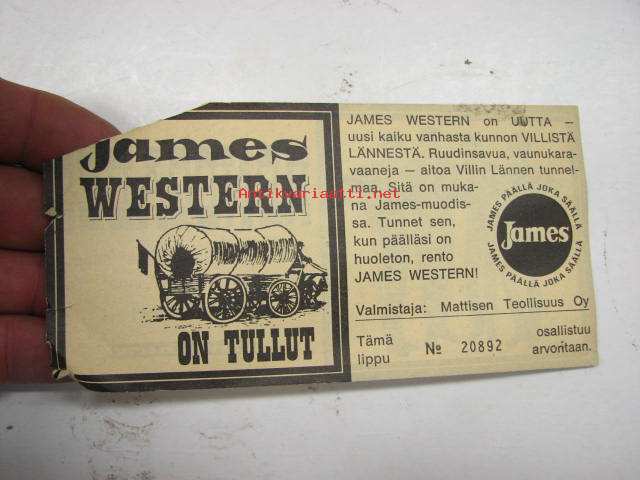 James
WESTERN
ON TULLUT
JAMES WESTERN on UUTTA –
uusi kaiku vanhasta kunnon VILLISTÄ
LÄNNESTÄ. Ruudinsavua, vaunukara-
vaaneja – aitoa Villin Lännen tunnel-
maa. Sitä on muka-
na James-muodis-
sa. Tunnet sen,
kun päälläsi on
huoleton, rento
JAMES WESTERN!
JAMES PÄÄLLÄ JOKA SÄÄLLÄ
James
JAMES PÄÄLLÄ JOKA SÄÄLLÄ
Valmistaja: Mattisen Teollisuus Oy
Tämä lippu № 20892 osallistuu arvontaan.
Antikvariaatti.net